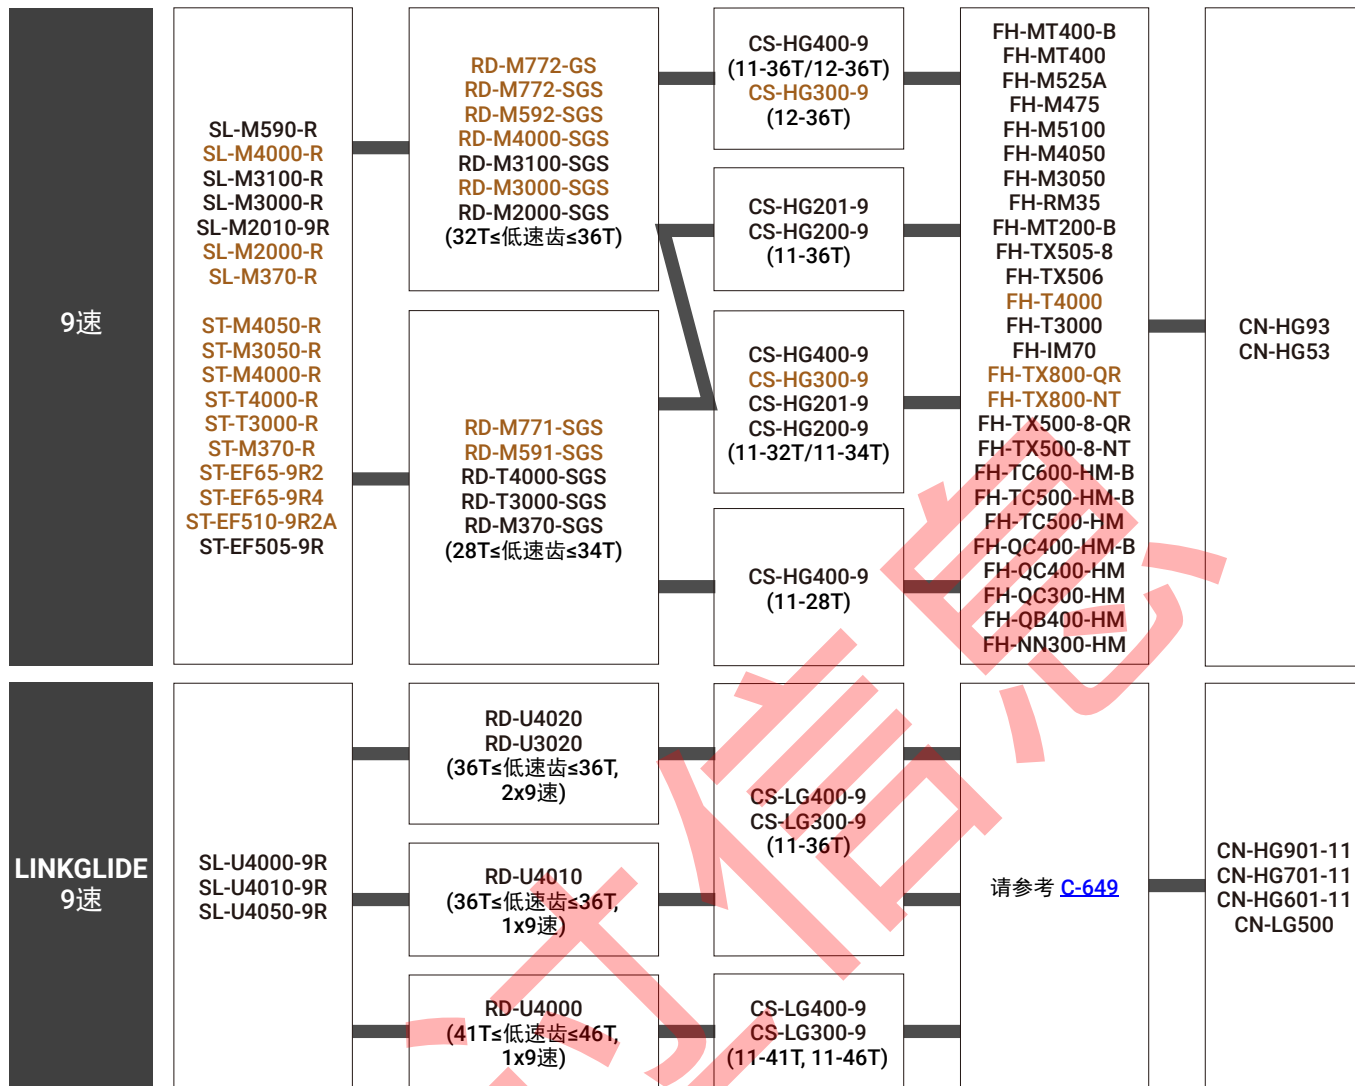 9速
SL-M590-R
SL-M4000-R
SL-M3100-R
SL-M3000-R
SL-M2010-9R
SL-M2000-R
SL-M370-R
ST-M4050-R
ST-M3050-R
ST-M4000-R
ST-T4000-R
ST-T3000-R
ST-M370-R
ST-EF65-9R2
ST-EF65-9R4
ST-EF510-9R2A
ST-EF505-9R
RD-M772-GS
RD-M772-SGS
RD-M592-SGS
RD-M4000-SGS
RD-M3100-SGS
RD-M3000-SGS
RD-M2000-SGS
(32T≤低速齿≤36T)
RD-M771-SGS
RD-M591-SGS
RD-T4000-SGS
RD-T3000-SGS
RD-M370-SGS
(28T≤低速齿≤34T)
CS-HG400-9
(11-36T/12-36T)
CS-HG300-9
(12-36T)
CS-HG201-9
CS-HG200-9
(11-36T)
CS-HG400-9
CS-HG300-9
CS-HG201-9
CS-HG200-9
(11-32T/11-34T)
CS-HG400-9
(11-28T)
FH-MT400-B
FH-MT400
FH-M525A
FH-M475
FH-M5100
FH-M4050
FH-M3050
FH-RM35
FH-MT200-B
FH-TX505-8
FH-TX506
FH-T4000
FH-T3000
FH-IM70
FH-TX800-QR
FH-TX800-NT
FH-TX500-8-QR
FH-TX500-8-NT
FH-TC600-HM-B
FH-TC500-HM-B
FH-TC500-HM
FH-QC400-HM-B
FH-QC400-HM
FH-QC300-HM
FH-QB400-HM
FH-NN300-HM
CN-HG93
CN-HG53
LINKGLIDE
9速
SL-U4000-9R
SL-U4010-9R
SL-U4050-9R
RD-U4020
RD-U3020
(36T≤低速齿≤36T,
2x9速)
RD-U4010
(36T≤低速齿≤36T,
1x9速)
RD-U4000
(41T≤低速齿≤46T,
1x9速)
CS-LG400-9
CS-LG300-9
(11-36T)
CS-LG400-9
CS-LG300-9
(11-41T, 11-46T)
请参考 C-649
CN-HG901-11
CN-HG701-11
CN-HG601-11
CN-LG500
讨信息